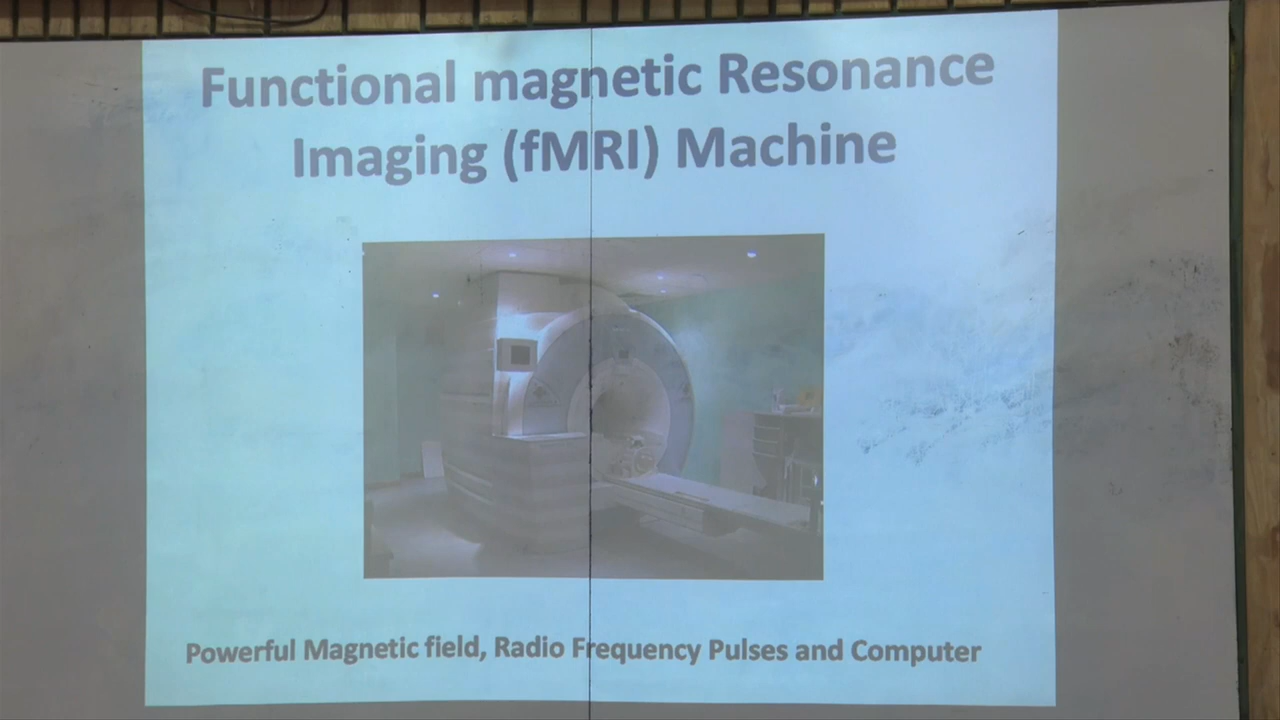 Functional magnetic Resonance
Imaging (fMRI) Machine
Powerful Magnetic field, Radio Frequency Pulses and Computer